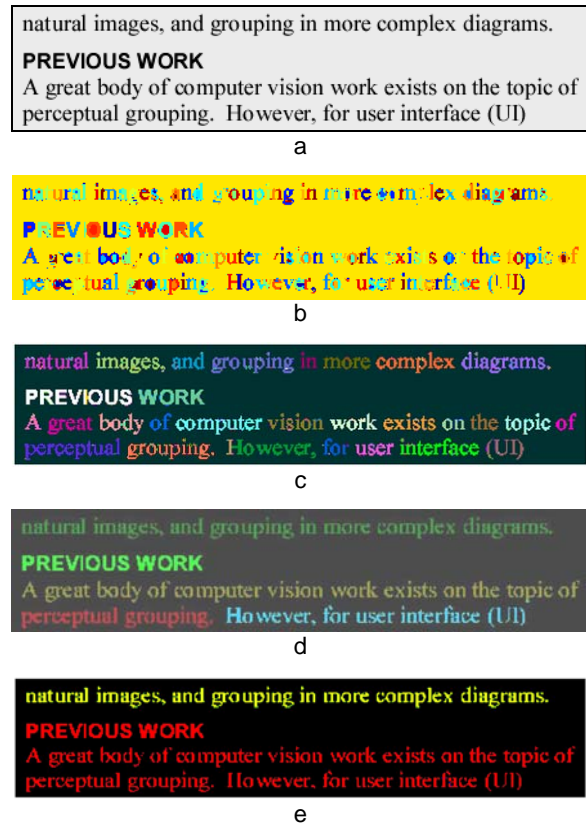 natural images, and grouping in more complex diagrams.
PREVIOUS WORK
A great body of computer vision work exists on the topic of
perceptual grouping. However, for user interface (UI)
a
natural images, and grouping in more complex diagrams.
PREVIOUS WORK
A great body of computer vision work exists on the topic of
perceptual grouping. However, for user interface (UI)
b
natural images, and grouping in more complex diagrams.
PREVIOUS WORK
A great body of computer vision work exists on the topic of
perceptual grouping. However, for user interface (UI)
c
natural images, and grouping in more complex diagrams.
PREVIOUS WORK
A great body of computer vision work exists on the topic of
perceptual grouping. However, for user interface (UI)
d
natural images, and grouping in more complex diagrams.
PREVIOUS WORK
A great body of computer vision work exists on the topic of
perceptual grouping. However, for user interface (UI)
e